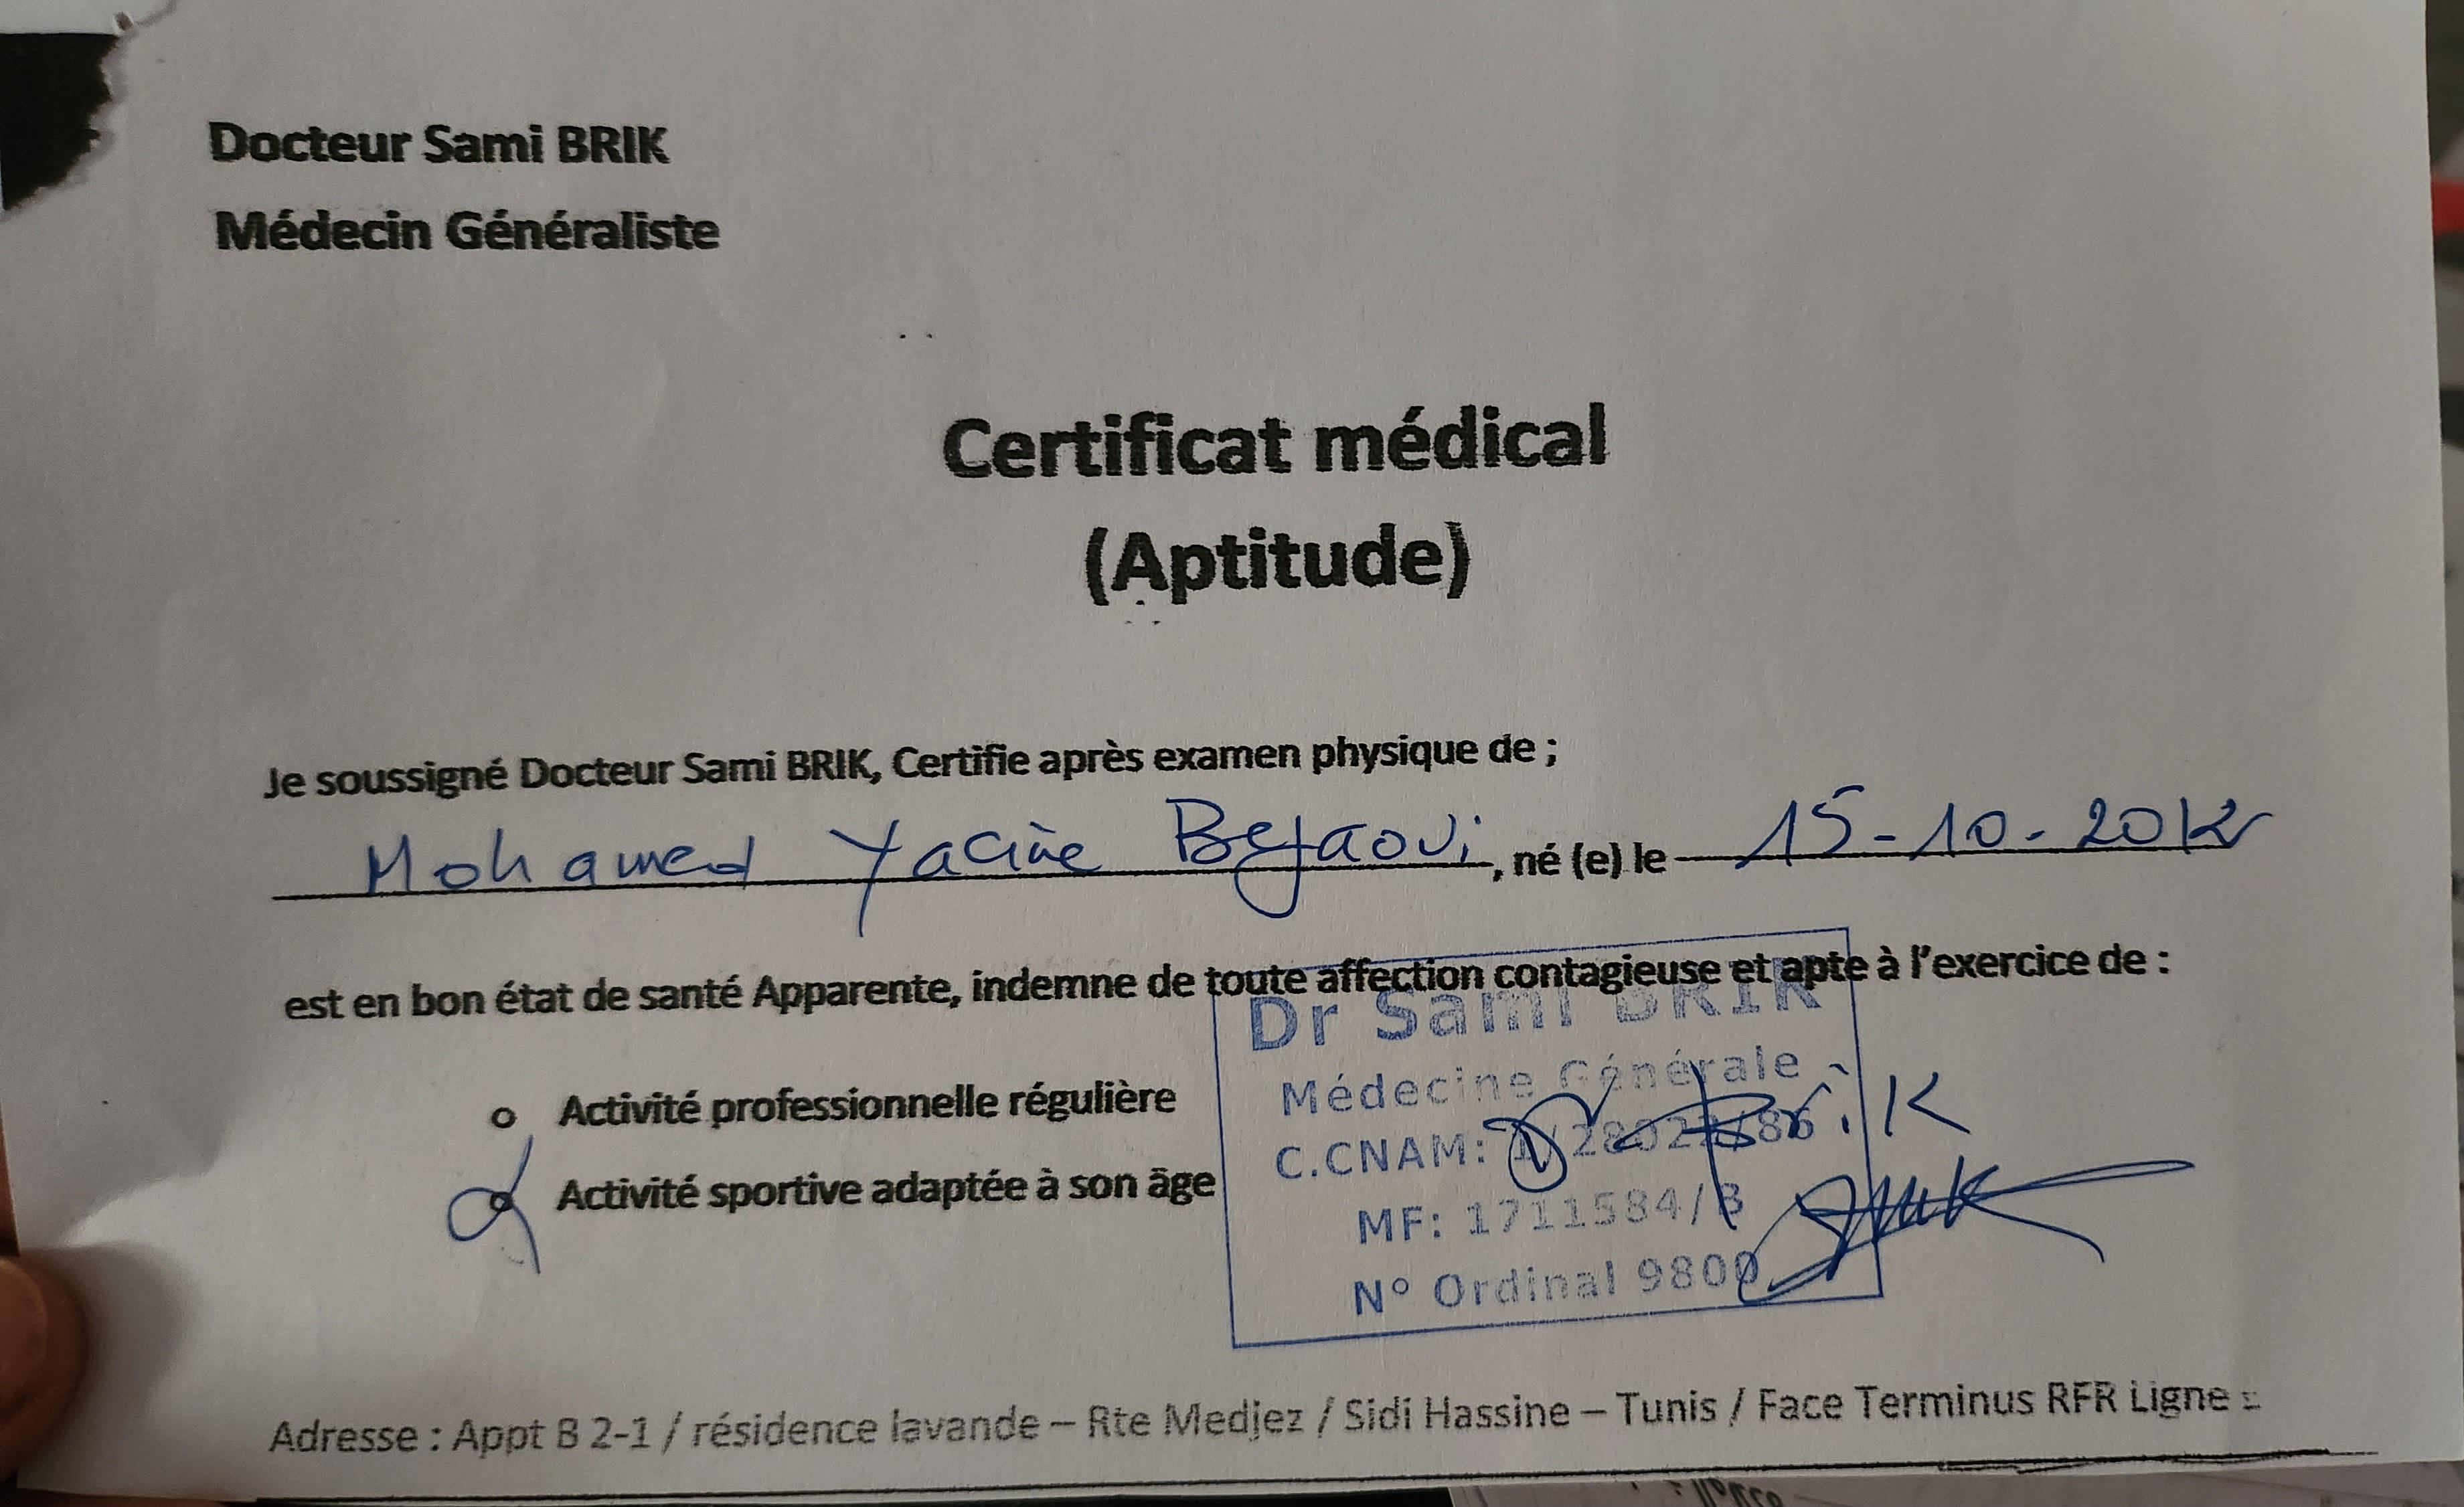 Docteur Sami BRIK
Médecin Généraliste
Certificat médical
(Aptitude)
Je soussigné Docteur Sami BRIK, Certifie après examen physique de ;
Mohamed Yacine Bejaoui, né (e) le 15-10-2012
est en bon état de santé Apparente, indemne de toute affection contagieuse et apte à l'exercice de :
o Activité professionnelle régulière
o Activité sportive adaptée à son âge
Dr Sami BRIK
Médecine Générale
C.CNAM:
MF: 1711584/
N° Ordinal 9800
Dr Brik
Adresse : Appt B 2-1 / résidence lavande – Rte Medjez / Sidi Hassine – Tunis / Face Terminus RFR Ligne